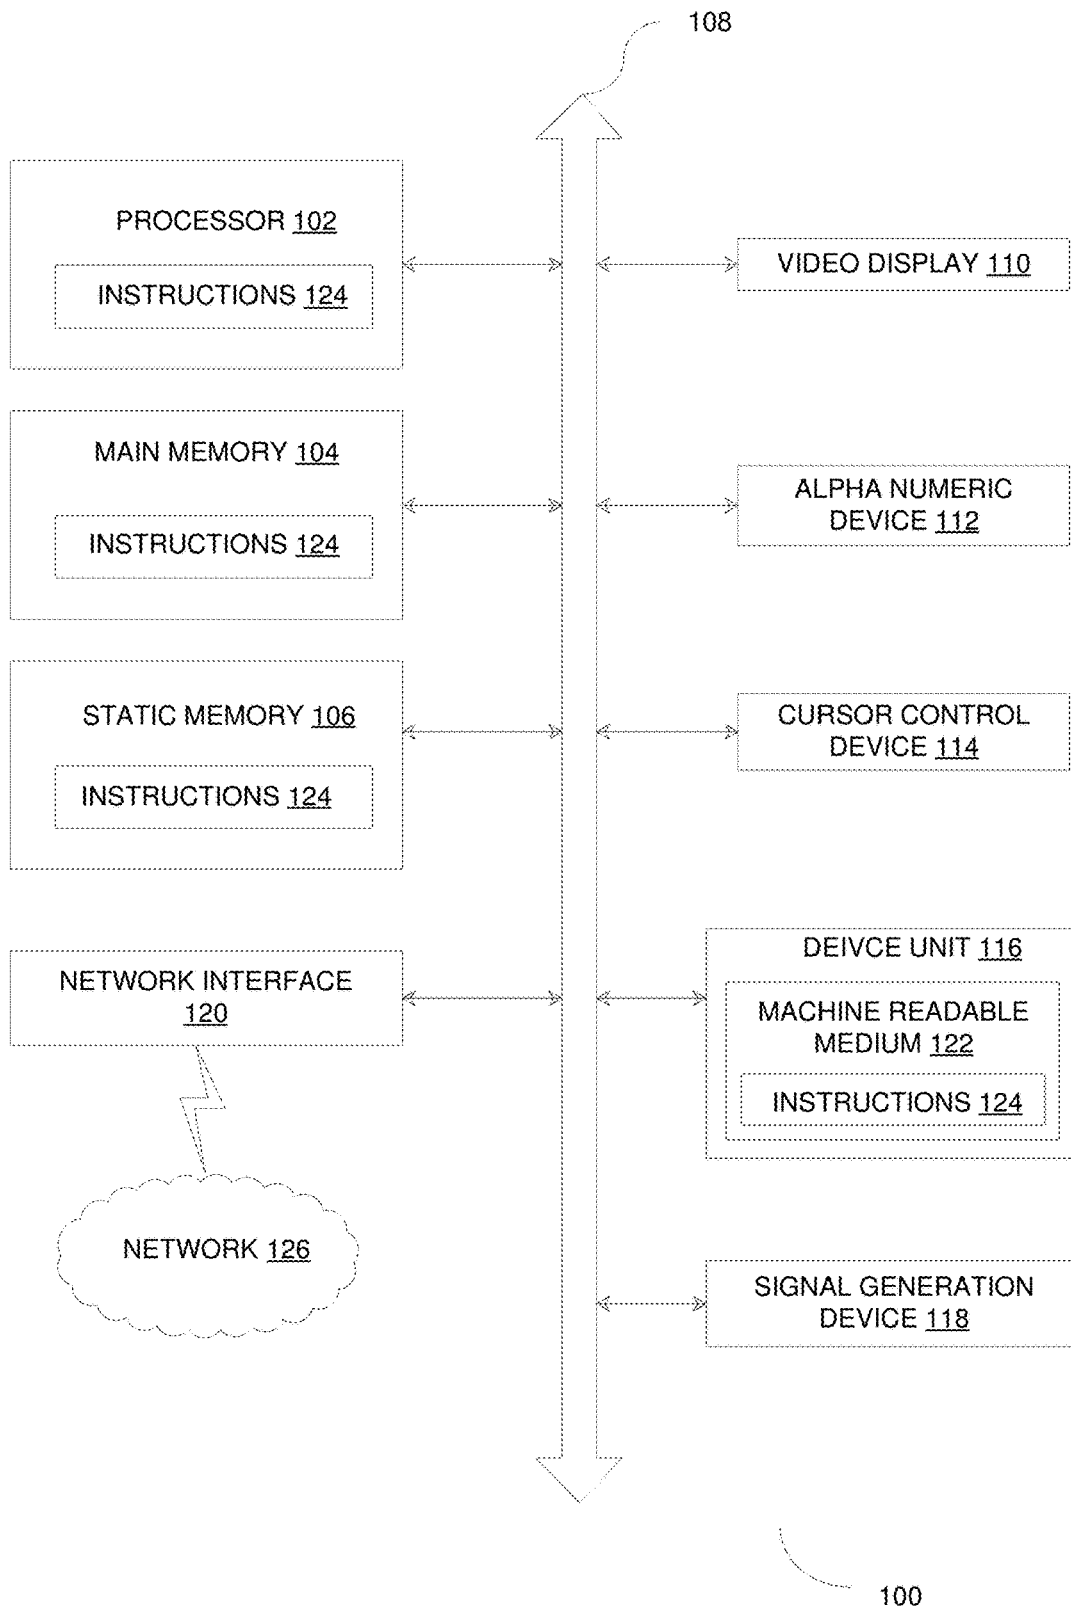 108
PROCESSOR 102
INSTRUCTIONS 124
MAIN MEMORY 104
INSTRUCTIONS 124
STATIC MEMORY 106
INSTRUCTIONS 124
NETWORK INTERFACE
120
NETWORK 126
VIDEO DISPLAY 110
ALPHA NUMERIC
DEVICE 112
CURSOR CONTROL
DEVICE 114
DEIVCE UNIT 116
MACHINE READABLE
MEDIUM 122
INSTRUCTIONS 124
SIGNAL GENERATION
DEVICE 118
100